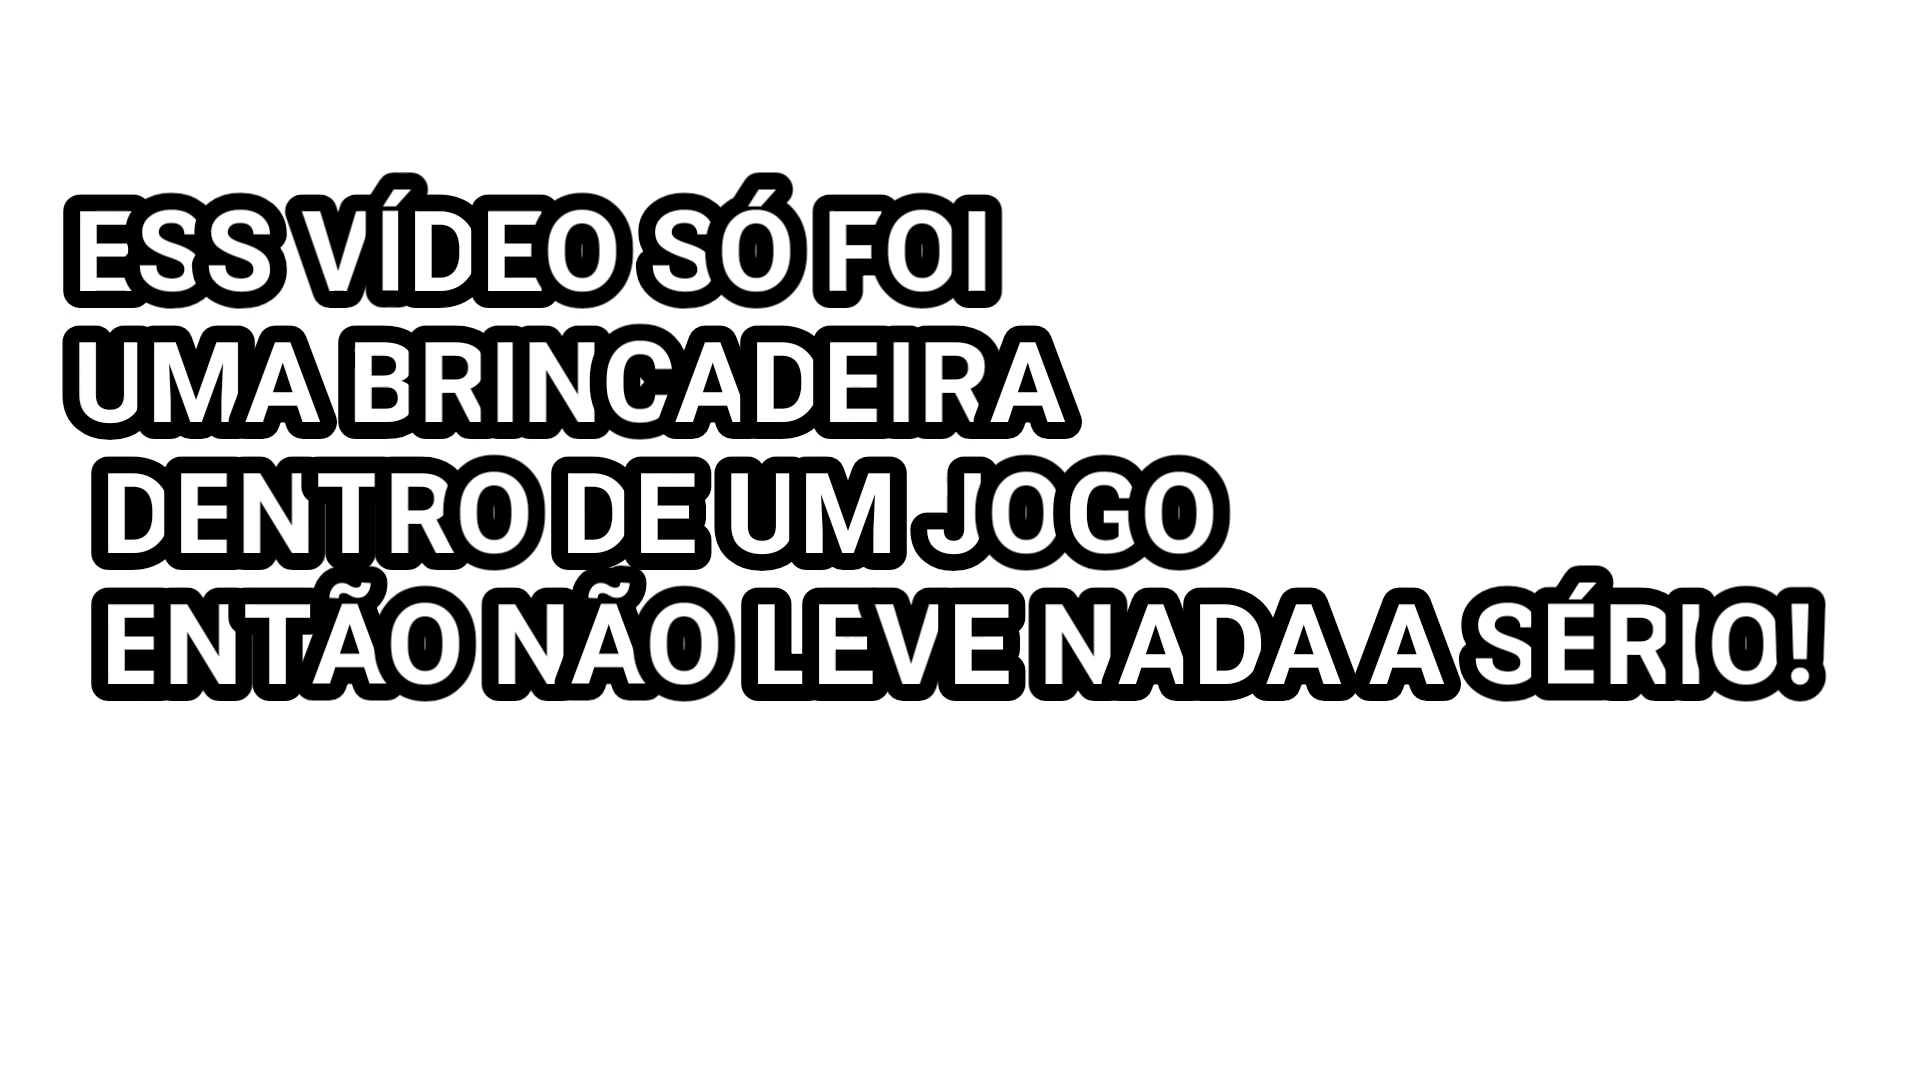 ESS VÍDEO SÓ FOI
UMA BRINCADEIRA
DENTRO DE UM JOGO
ENTÃO NÃO LEVE NADA A SÉRIO!